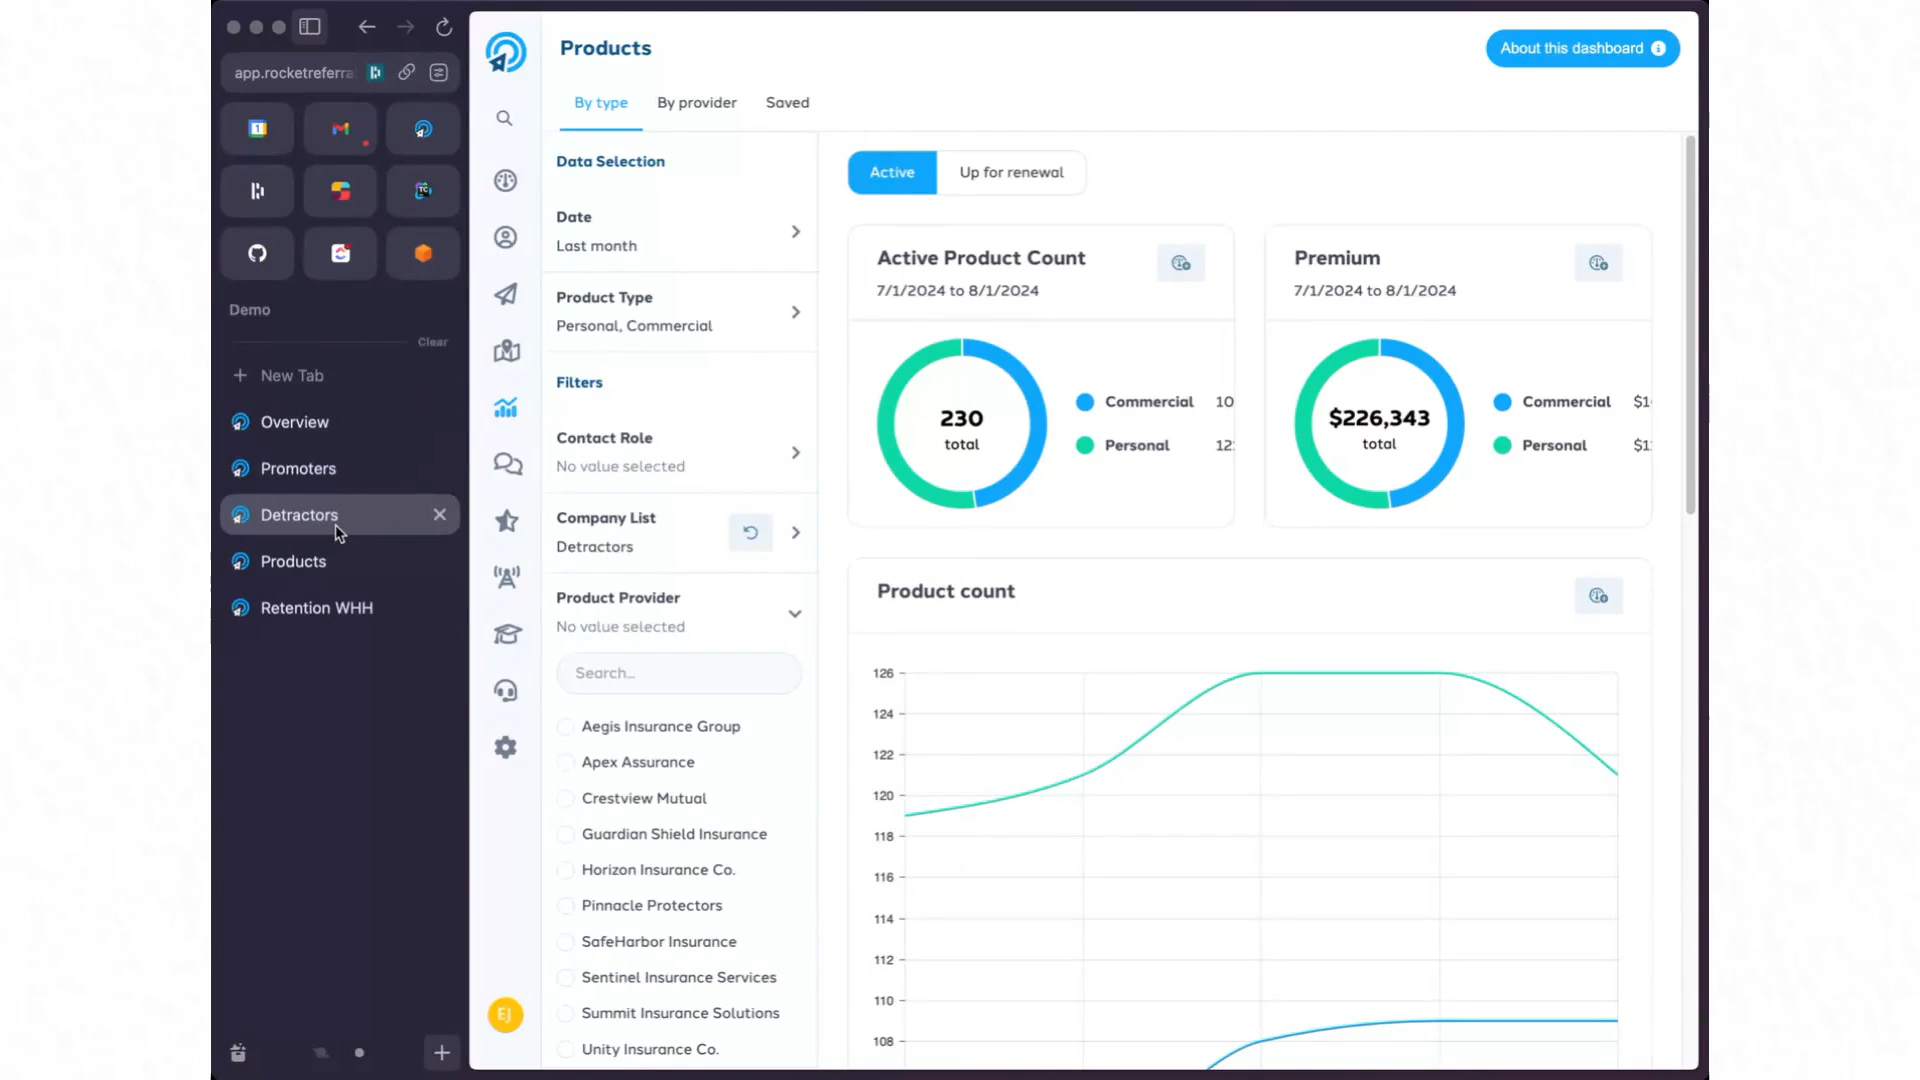 app.rocketreferra
1
TC
Demo
Clear
New Tab
Overview
Promoters
Detractors
Products
Retention WHH
EJ
Products
About this dashboard
By type
By provider
Saved
Data Selection
Date
Last month
Product Type
Personal, Commercial
Filters
Contact Role
No value selected
Company List
Detractors
Product Provider
No value selected
Search...
Aegis Insurance Group
Apex Assurance
Crestview Mutual
Guardian Shield Insurance
Horizon Insurance Co.
Pinnacle Protectors
SafeHarbor Insurance
Sentinel Insurance Services
Summit Insurance Solutions
Unity Insurance Co.
Active
Up for renewal
Active Product Count
7/1/2024 to 8/1/2024
230
total
Commercial 10
Personal 12
Premium
7/1/2024 to 8/1/2024
$226,343
total
Commercial $1
Personal $1
Product count
126
124
122
120
118
116
114
112
110
108